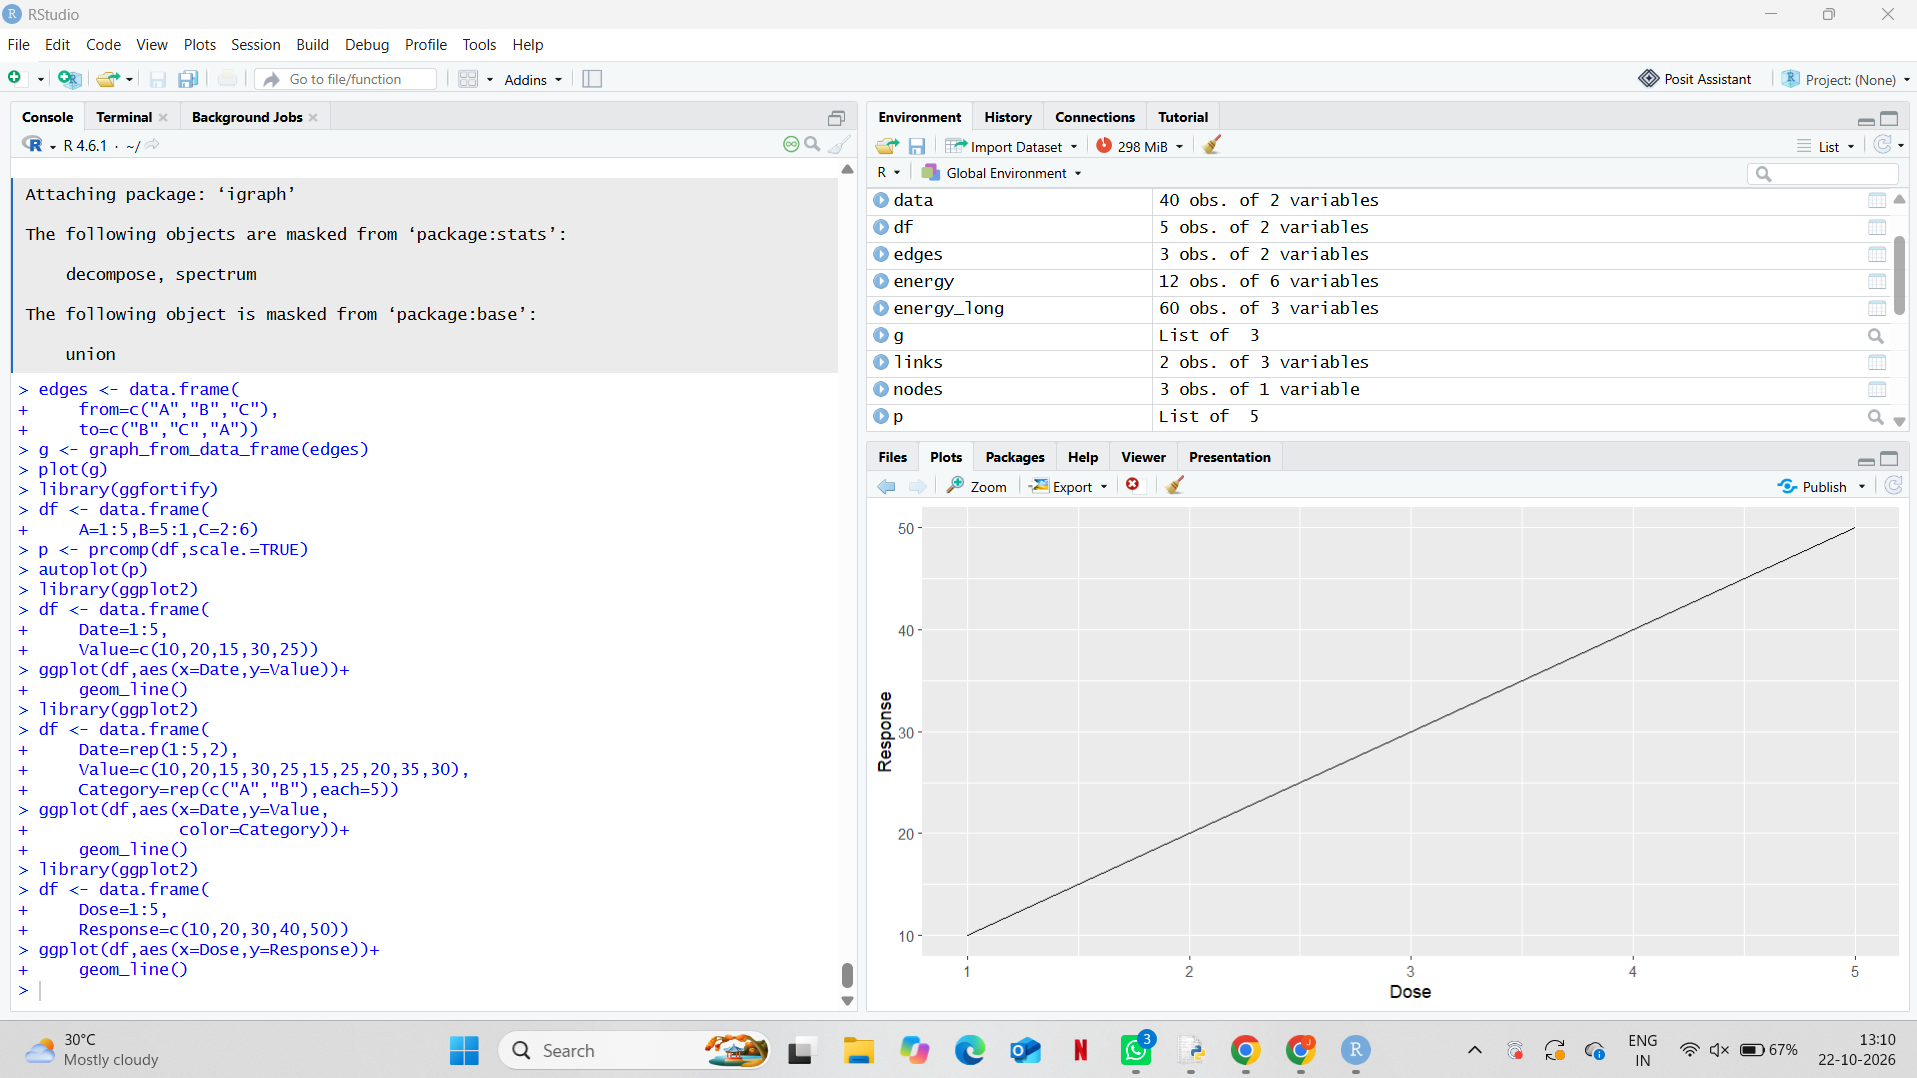 RStudio
File Edit Code View Plots Session Build Debug Profile Tools Help
Go to file/function Addins Posit Assistant Project: (None)
Console Terminal Background Jobs
R 4.6.1 · ~/
Attaching package: ‘igraph’
The following objects are masked from ‘package:stats’:
decompose, spectrum
The following object is masked from ‘package:base’:
union
> edges <- data.frame(
+ from=c("A","B","C"),
+ to=c("B","C","A"))
> g <- graph_from_data_frame(edges)
> plot(g)
> library(ggfortify)
> df <- data.frame(
+ A=1:5,B=5:1,C=2:6)
> p <- prcomp(df,scale.=TRUE)
> autoplot(p)
> library(ggplot2)
> df <- data.frame(
+ Date=1:5,
+ Value=c(10,20,15,30,25))
> ggplot(df,aes(x=Date,y=Value))+
+ geom_line()
> library(ggplot2)
> df <- data.frame(
+ Date=rep(1:5,2),
+ Value=c(10,20,15,30,25,15,25,20,35,30),
+ Category=rep(c("A","B"),each=5))
> ggplot(df,aes(x=Date,y=Value,
+ color=Category))+
+ geom_line()
> library(ggplot2)
> df <- data.frame(
+ Dose=1:5,
+ Response=c(10,20,30,40,50))
> ggplot(df,aes(x=Dose,y=Response))+
+ geom_line()
>
Environment History Connections Tutorial
Import Dataset 298 MiB List
R Global Environment
data 40 obs. of 2 variables
df 5 obs. of 2 variables
edges 3 obs. of 2 variables
energy 12 obs. of 6 variables
energy_long 60 obs. of 3 variables
g List of 3
links 2 obs. of 3 variables
nodes 3 obs. of 1 variable
p List of 5
Files Plots Packages Help Viewer Presentation
Zoom Export Publish
50
40
30
20
10
Response
1 2 3 4 5
Dose
30°C
Mostly cloudy
Search
3
ENG
IN
67%
13:10
22-10-2026